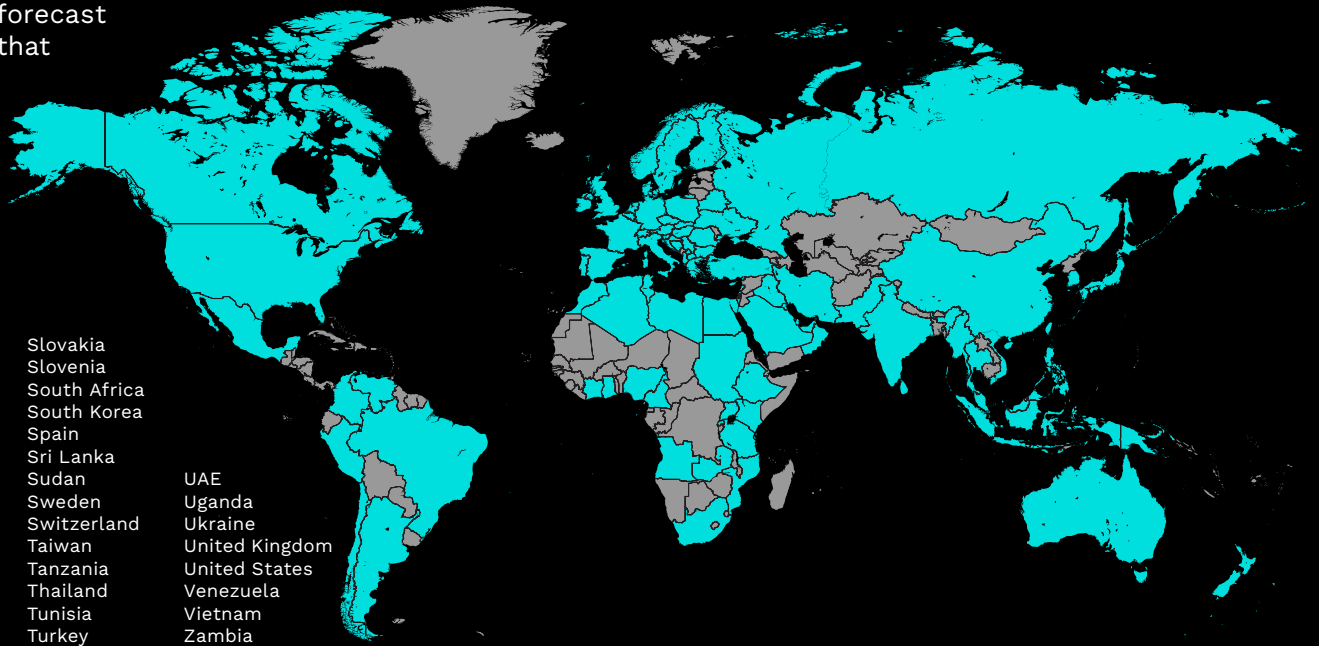 forecast
that
Slovakia
Slovenia
South Africa
South Korea
Spain
Sri Lanka
Sudan
Sweden
Switzerland
Taiwan
Tanzania
Thailand
Tunisia
Turkey
UAE
Uganda
Ukraine
United Kingdom
United States
Venezuela
Vietnam
Zambia